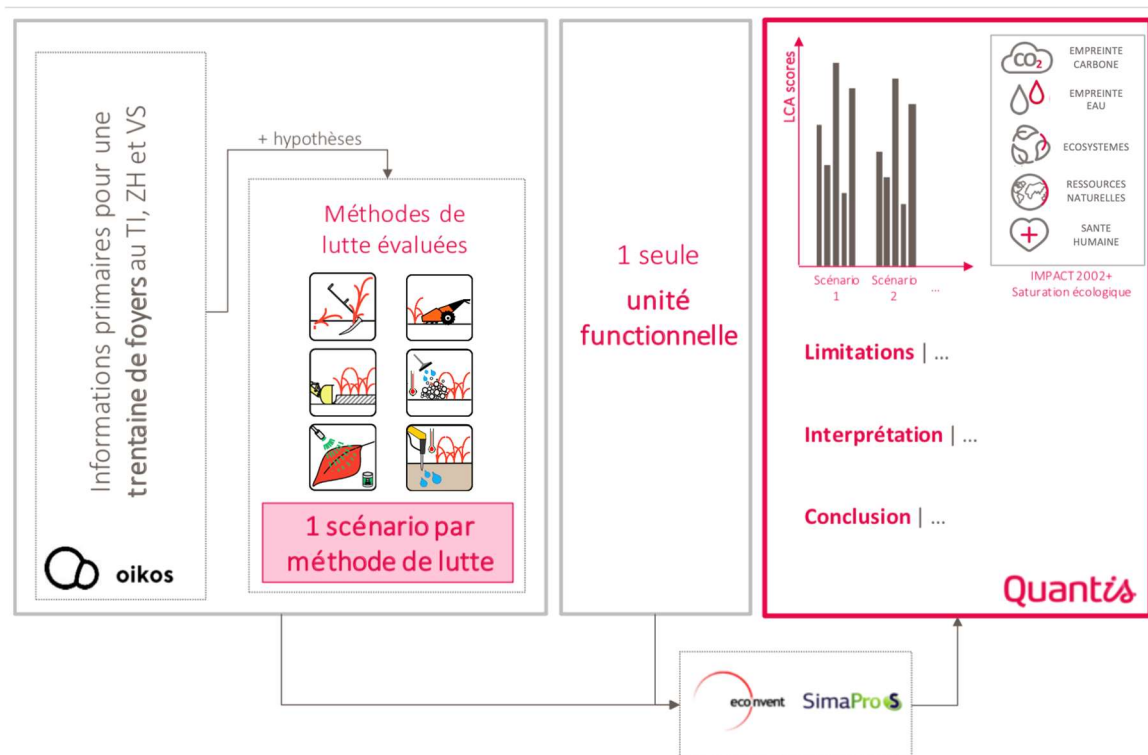 Informations primaires pour une
trentaine de foyers au TI, ZH et VS
oikos
+ hypothèses
Méthodes de
lutte évaluées
1 scénario par
méthode de lutte
1 seule
unité
functionnelle
LCA scores
Scénario
1
Scénario
2
...
CO2
EMPREINTE
CARBONE
EMPREINTE
EAU
ECOSYSTEMES
RESSOURCES
NATURELLES
SANTE
HUMAINE
IMPACT 2002+
Saturation écologique
Limitations | ...
Interprétation | ...
Conclusion | ...
Quantis
ecoinvent
SimaPro S